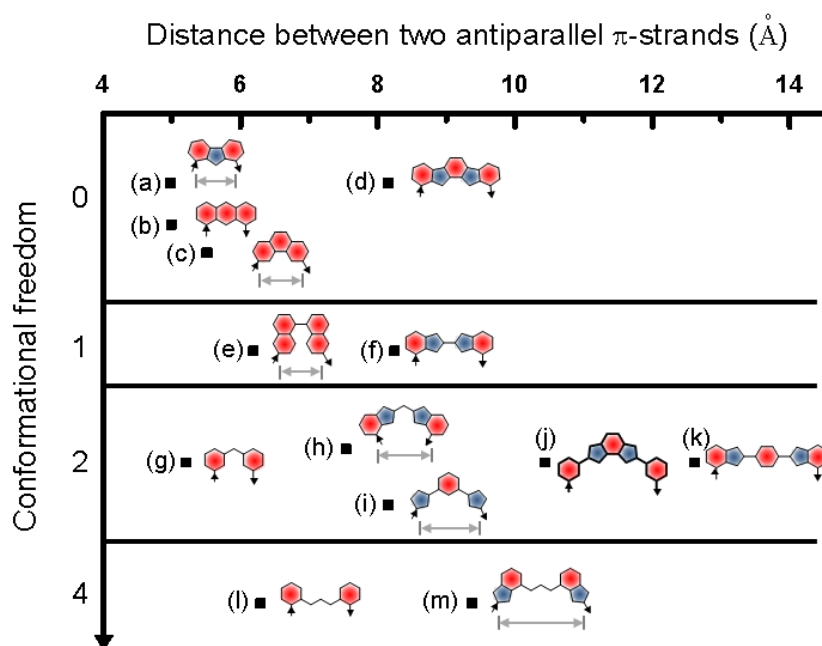 Distance between two antiparallel π-strands (Å)
4 6 8 10 12 14
Conformational freedom
0
(a)
(d)
(b)
(c)
1
(e)
(f)
2
(g)
(h)
(j)
(k)
(i)
4
(l)
(m)